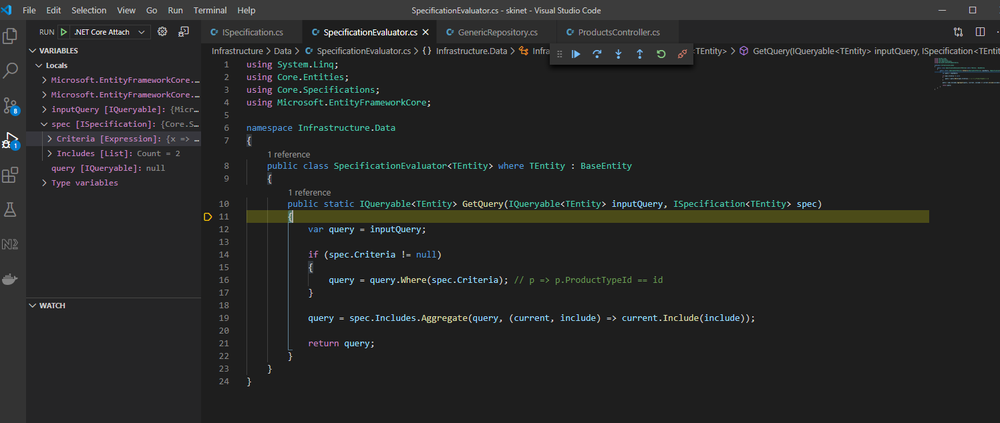 File Edit Selection View Go Run Terminal Help
SpecificationEvaluator.cs - skinet - Visual Studio Code
RUN .NET Core Attach
ISpecification.cs
SpecificationEvaluator.cs
GenericRepository.cs
ProductsController.cs
VARIABLES
Locals
Microsoft.EntityFrameworkCore....
Microsoft.EntityFrameworkCore....
inputQuery [IQueryable]: {Micr...
spec [ISpecification]: {Core.S...
Criteria [Expression]: {x => …
Includes [List]: Count = 2
query [IQueryable]: null
Type variables
8
1
WATCH
Infrastructure > Data > SpecificationEvaluator.cs > {} Infrastructure.Data > Infra
<TEntity> > GetQuery(IQueryable<TEntity> inputQuery, ISpecification<TEntit
1 using System.Linq;
2 using Core.Entities;
3 using Core.Specifications;
4 using Microsoft.EntityFrameworkCore;
5
6 namespace Infrastructure.Data
7 {
1 reference
8 public class SpecificationEvaluator<TEntity> where TEntity : BaseEntity
9 {
1 reference
10 public static IQueryable<TEntity> GetQuery(IQueryable<TEntity> inputQuery, ISpecification<TEntity> spec)
11 {
12 var query = inputQuery;
13
14 if (spec.Criteria != null)
15 {
16 query = query.Where(spec.Criteria); // p => p.ProductTypeId == id
17 }
18
19 query = spec.Includes.Aggregate(query, (current, include) => current.Include(include));
20
21 return query;
22 }
23 }
24 }